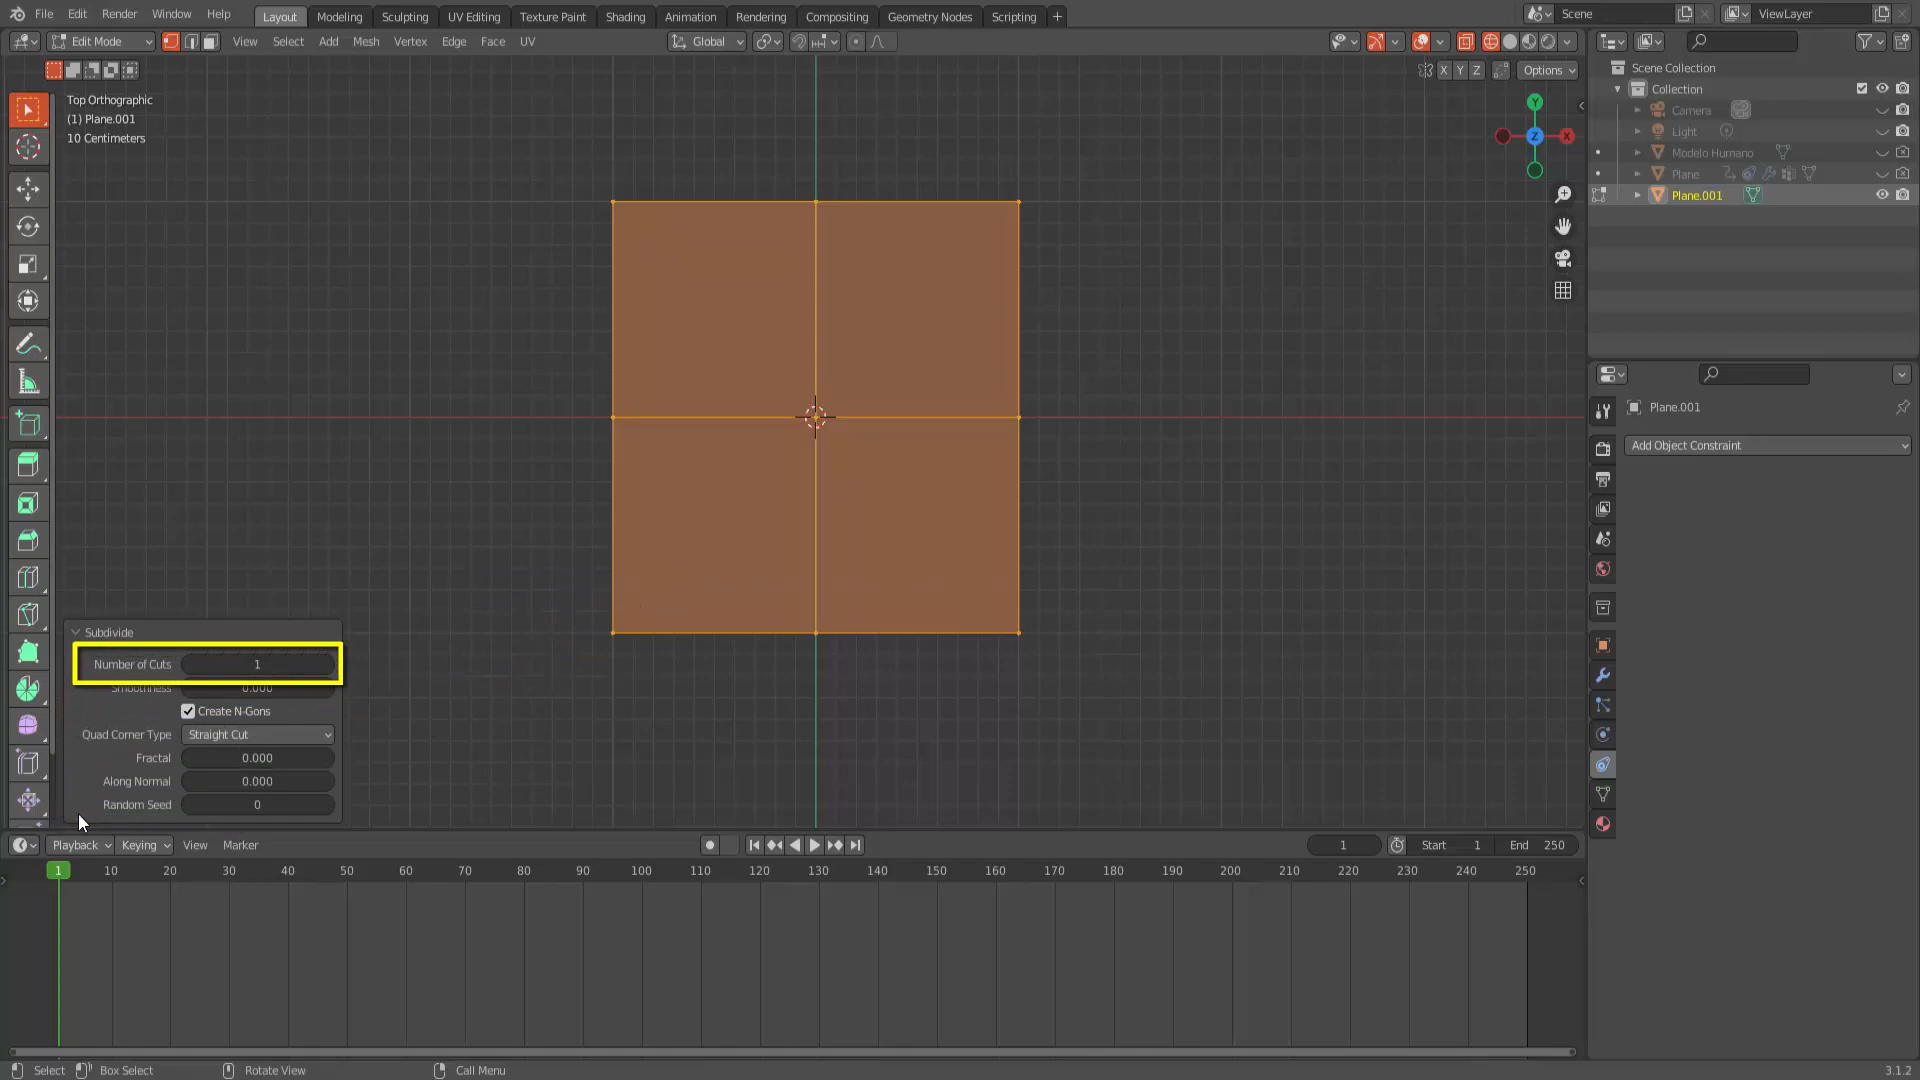 File Edit Render Window Help Layout Modeling Sculpting UV Editing Texture Paint Shading Animation Rendering Compositing Geometry Nodes Scripting + Scene ViewLayer
Edit Mode View Select Add Mesh Vertex Edge Face UV Global
X Y Z Options
Top Orthographic
(1) Plane.001
10 Centimeters
Y
Z X
Scene Collection
Collection
Camera
Light
Modelo Humano
Plane
Plane.001
Plane.001
Add Object Constraint
Subdivide
Number of Cuts 1
Smoothness 0.000
Create N-Gons
Quad Corner Type Straight Cut
Fractal 0.000
Along Normal 0.000
Random Seed 0
Playback Keying View Marker 1 Start 1 End 250
1 10 20 30 40 50 60 70 80 90 100 110 120 130 140 150 160 170 180 190 200 210 220 230 240 250
Select Box Select Rotate View Call Menu 3.1.2